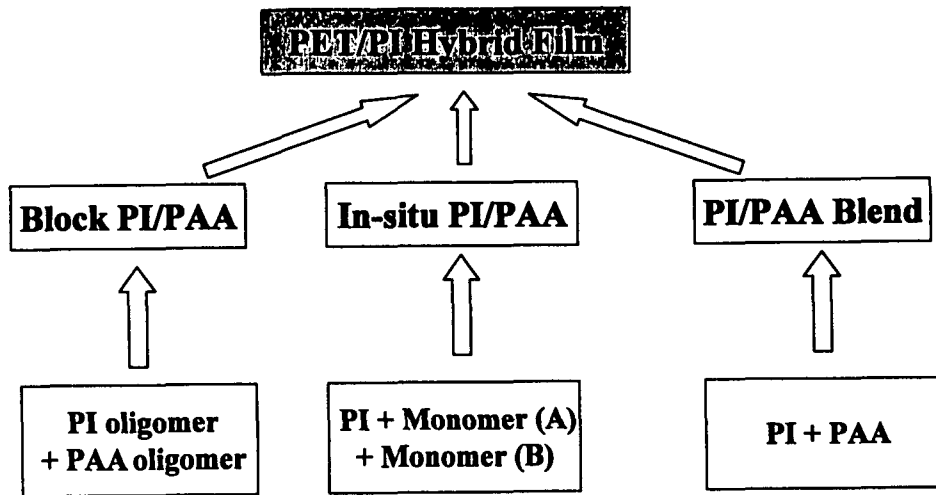 PET/PI Hybrid Film
Block PI/PAA
In-situ PI/PAA
PI/PAA Blend
PI oligomer
+ PAA oligomer
PI + Monomer (A)
+ Monomer (B)
PI + PAA